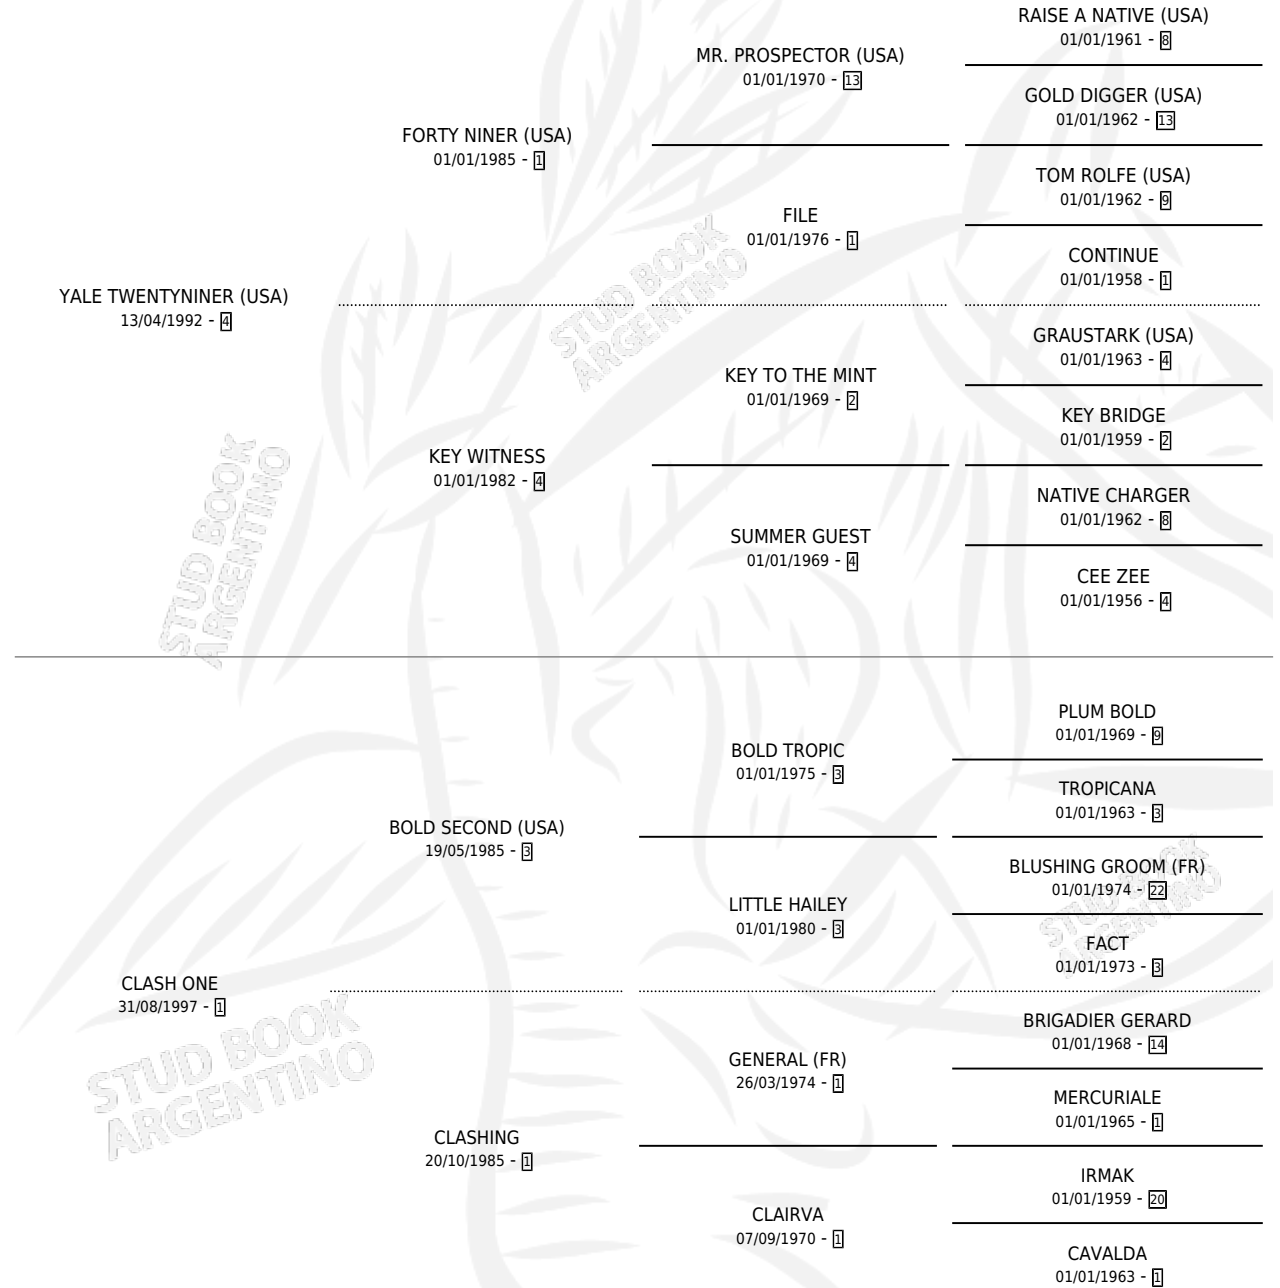 RAISE A NATIVE (USA)
01/01/1961 - 8
MR. PROSPECTOR (USA)
01/01/1970 - 13
GOLD DIGGER (USA)
01/01/1962 - 13
FORTY NINER (USA)
01/01/1985 - 1
TOM ROLFE (USA)
01/01/1962 - 9
FILE
01/01/1976 - 1
CONTINUE
01/01/1958 - 1
YALE TWENTYNINER (USA)
13/04/1992 - 4
STUD BOOK
ARGENTINO
GRAUSTARK (USA)
01/01/1963 - 4
KEY TO THE MINT
01/01/1969 - 2
KEY BRIDGE
01/01/1959 - 2
KEY WITNESS
01/01/1982 - 4
NATIVE CHARGER
01/01/1962 - 8
SUMMER GUEST
01/01/1969 - 4
CEE ZEE
01/01/1956 - 4
STUD BOOK
ARGENTINO
PLUM BOLD
01/01/1969 - 9
BOLD TROPIC
01/01/1975 - 3
TROPICANA
01/01/1963 - 3
BOLD SECOND (USA)
19/05/1985 - 3
BLUSHING GROOM (FR)
01/01/1974 - 22
LITTLE HAILEY
01/01/1980 - 3
FACT
01/01/1973 - 3
STUD BOOK
ARGENTINO
CLASH ONE
31/08/1997 - 1
BRIGADIER GERARD
01/01/1968 - 14
GENERAL (FR)
26/03/1974 - 1
MERCURIALE
01/01/1965 - 1
STUD BOOK
ARGENTINO
CLASHING
20/10/1985 - 1
IRMAK
01/01/1959 - 20
CLAIRVA
07/09/1970 - 1
CAVALDA
01/01/1963 - 1